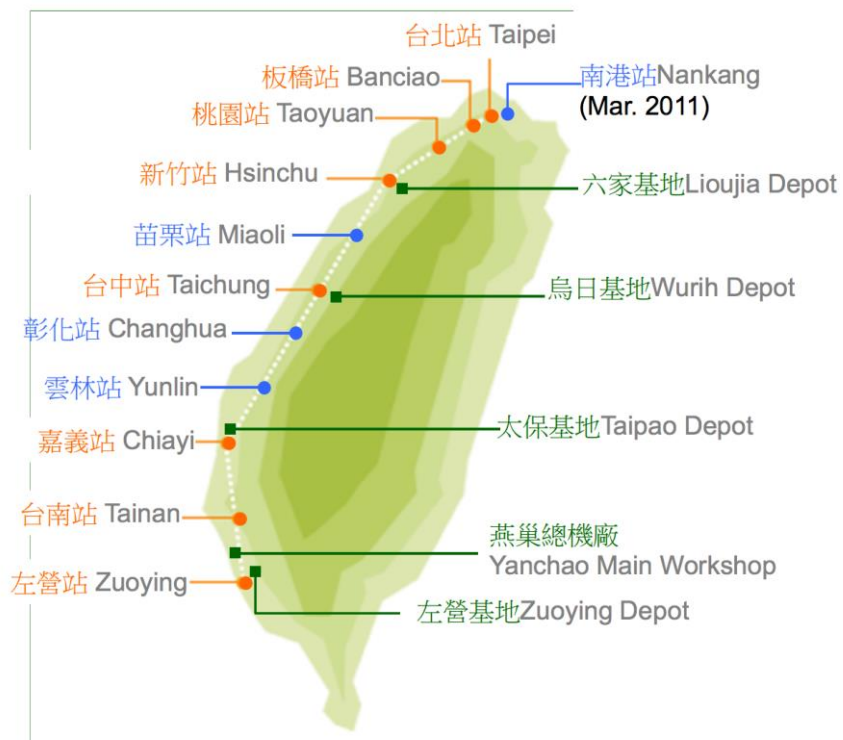 台北站 Taipei
板橋站 Banciao
南港站Nankang
(Mar. 2011)
桃園站 Taoyuan
新竹站 Hsinchu
六家基地Lioujia Depot
苗栗站 Miaoli
台中站 Taichung
烏日基地Wurih Depot
彰化站 Changhua
雲林站 Yunlin
太保基地Taipao Depot
嘉義站 Chiayi
台南站 Tainan
燕巢總機廠
Yanchao Main Workshop
左營站 Zuoying
左營基地Zuoying Depot